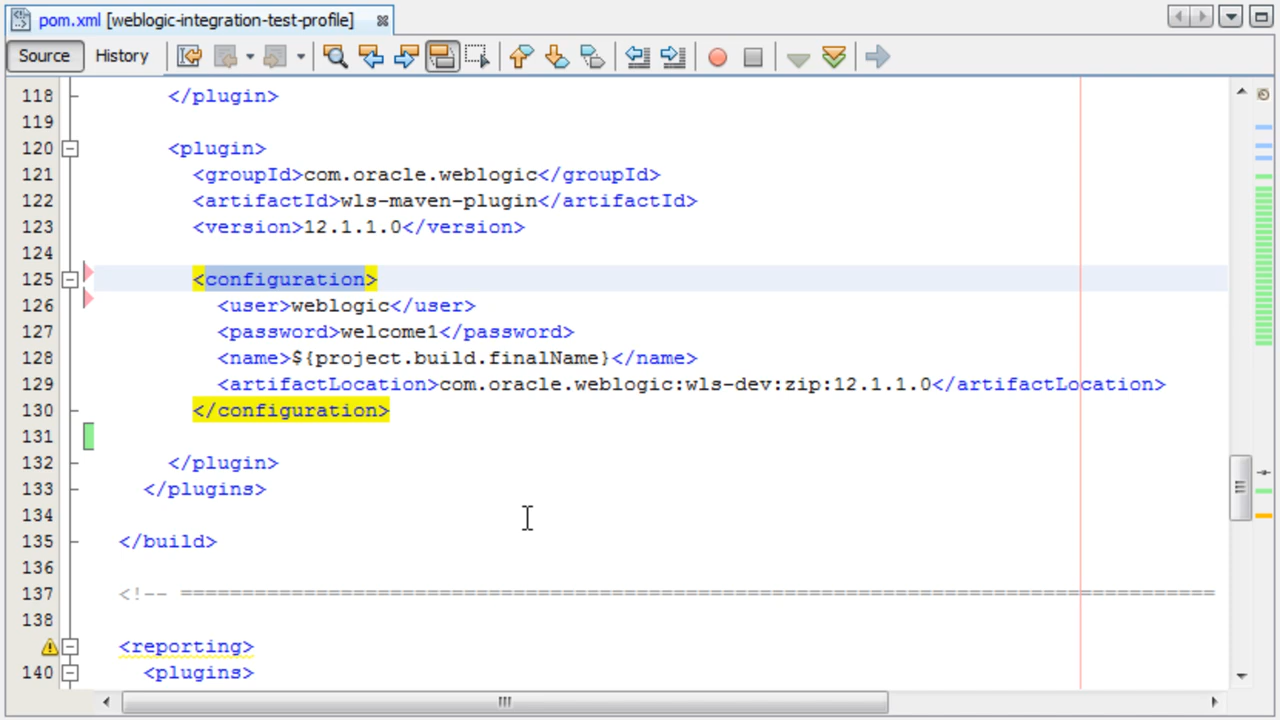 pom.xml [weblogic-integration-test-profile]
Source History
118 </plugin>
119
120 <plugin>
121 <groupId>com.oracle.weblogic</groupId>
122 <artifactId>wls-maven-plugin</artifactId>
123 <version>12.1.1.0</version>
124
125 <configuration>
126 <user>weblogic</user>
127 <password>welcome1</password>
128 <name>${project.build.finalName}</name>
129 <artifactLocation>com.oracle.weblogic:wls-dev:zip:12.1.1.0</artifactLocation>
130 </configuration>
131
132 </plugin>
133 </plugins>
134
135 </build>
136
137 <!-- ====================================================================================
138
<reporting>
140 <plugins>